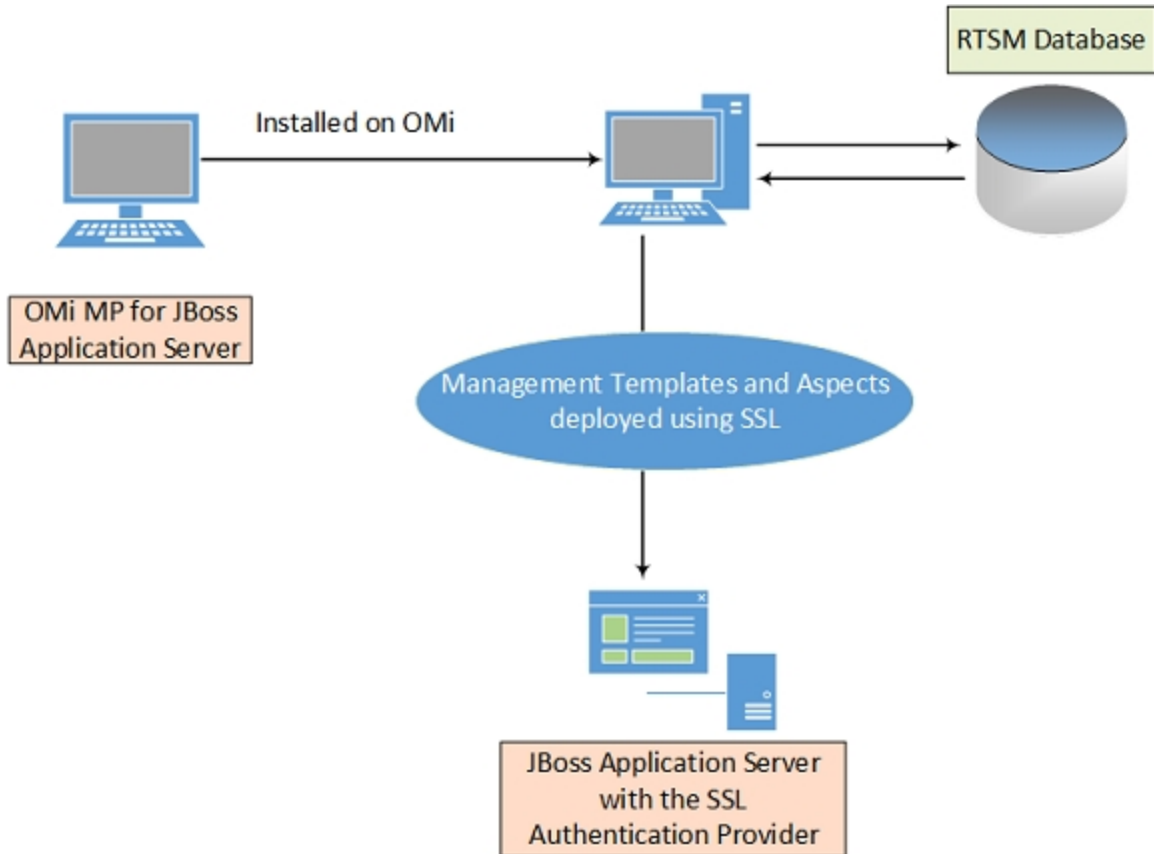 RTSM Database
Installed on OMi
OMi MP for JBoss
Application Server
Management Templates and Aspects
deployed using SSL
JBoss Application Server
with the SSL
Authentication Provider